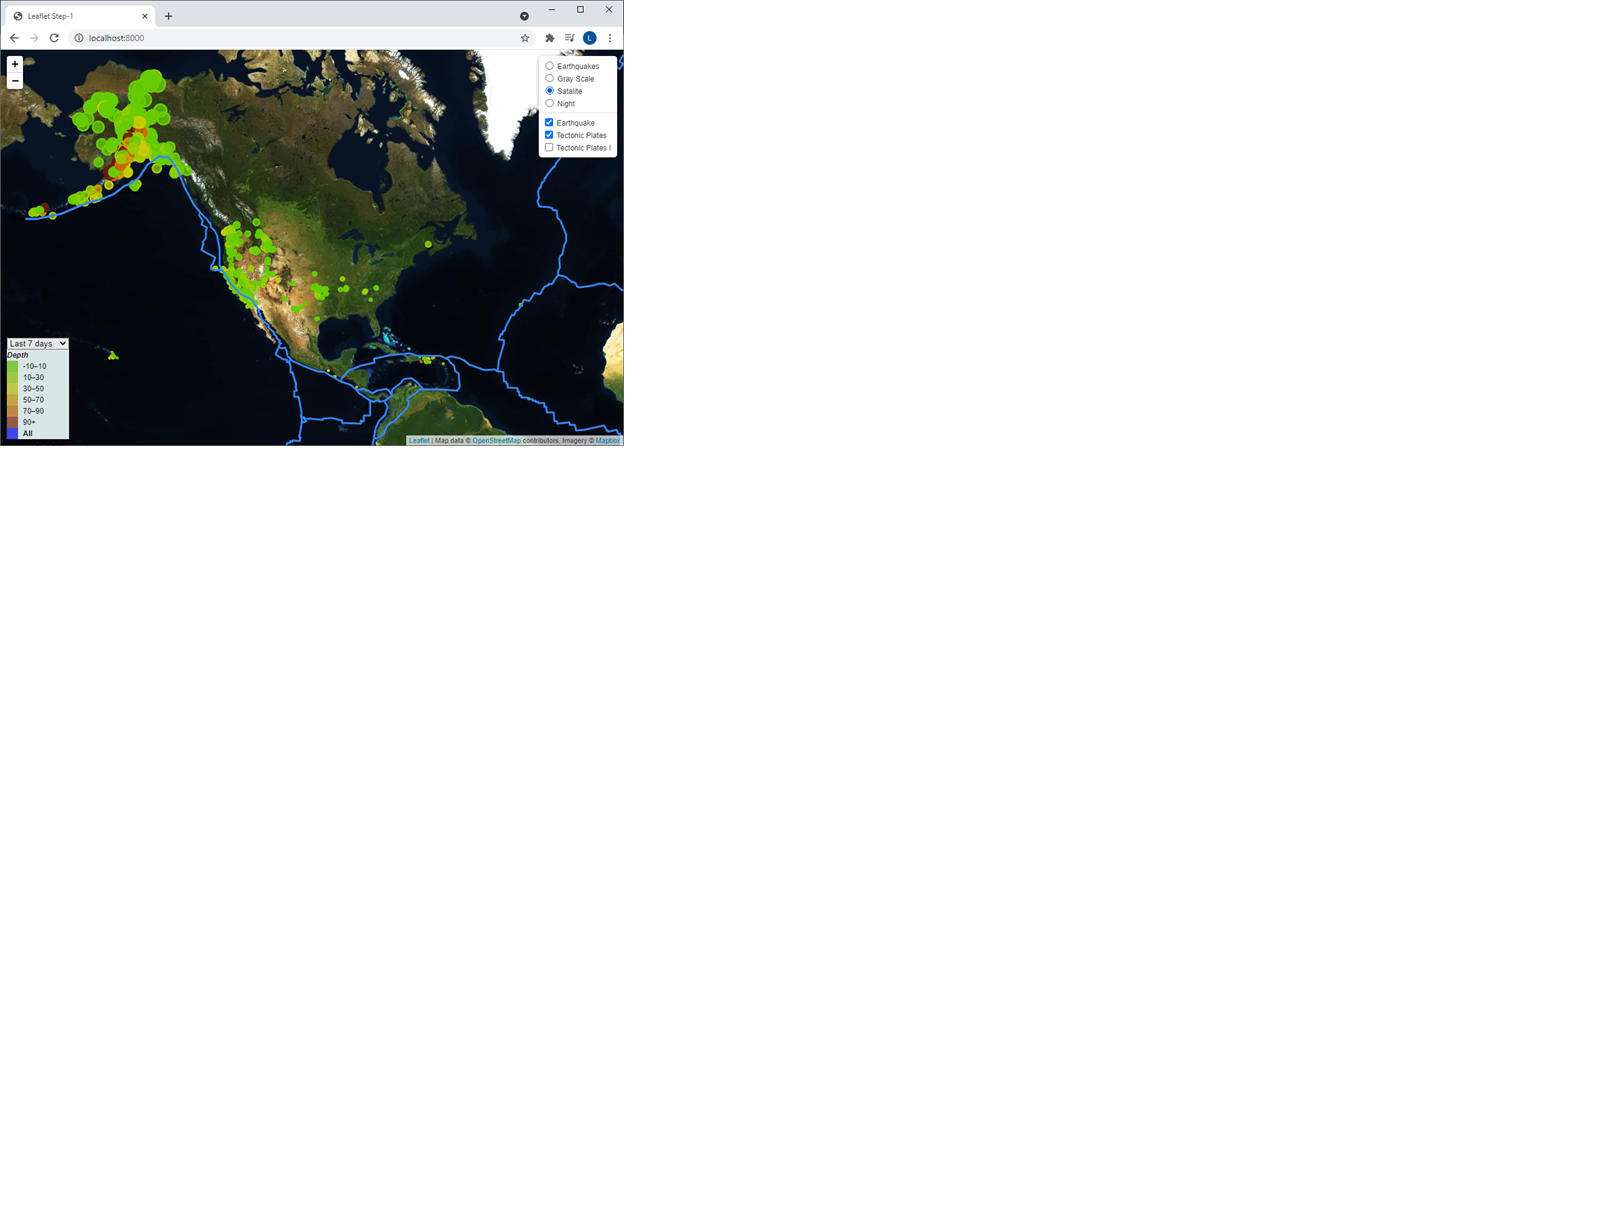 Leaflet Step-1
localhost:8000
L
+
−
Earthquakes
Gray Scale
Satalite
Night
Earthquake
Tectonic Plates
Tectonic Plates I
Last 7 days
Depth
-10–10
10–30
30–50
50–70
70–90
90+
All
Leaflet | Map data © OpenStreetMap contributors, Imagery © Mapbox